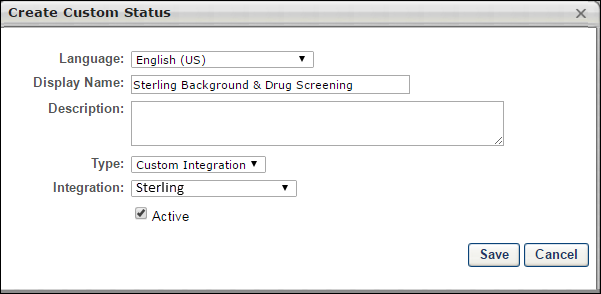 Create Custom Status
Language: English (US)
Display Name: Sterling Background & Drug Screening
Description:
Type: Custom Integration
Integration: Sterling
Active
Save Cancel